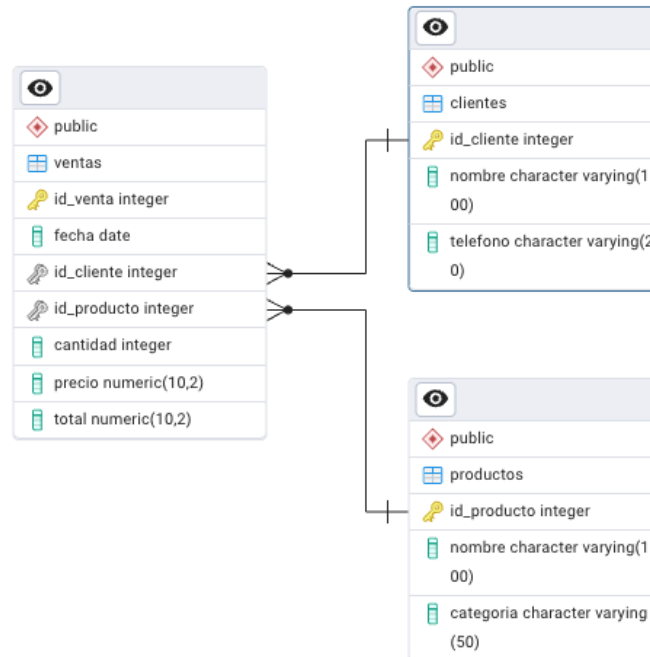 public
ventas
id_venta integer
fecha date
id_cliente integer
id_producto integer
cantidad integer
precio numeric(10,2)
total numeric(10,2)
public
clientes
id_cliente integer
nombre character varying(1
00)
telefono character varying(2
0)
public
productos
id_producto integer
nombre character varying(1
00)
categoria character varying
(50)